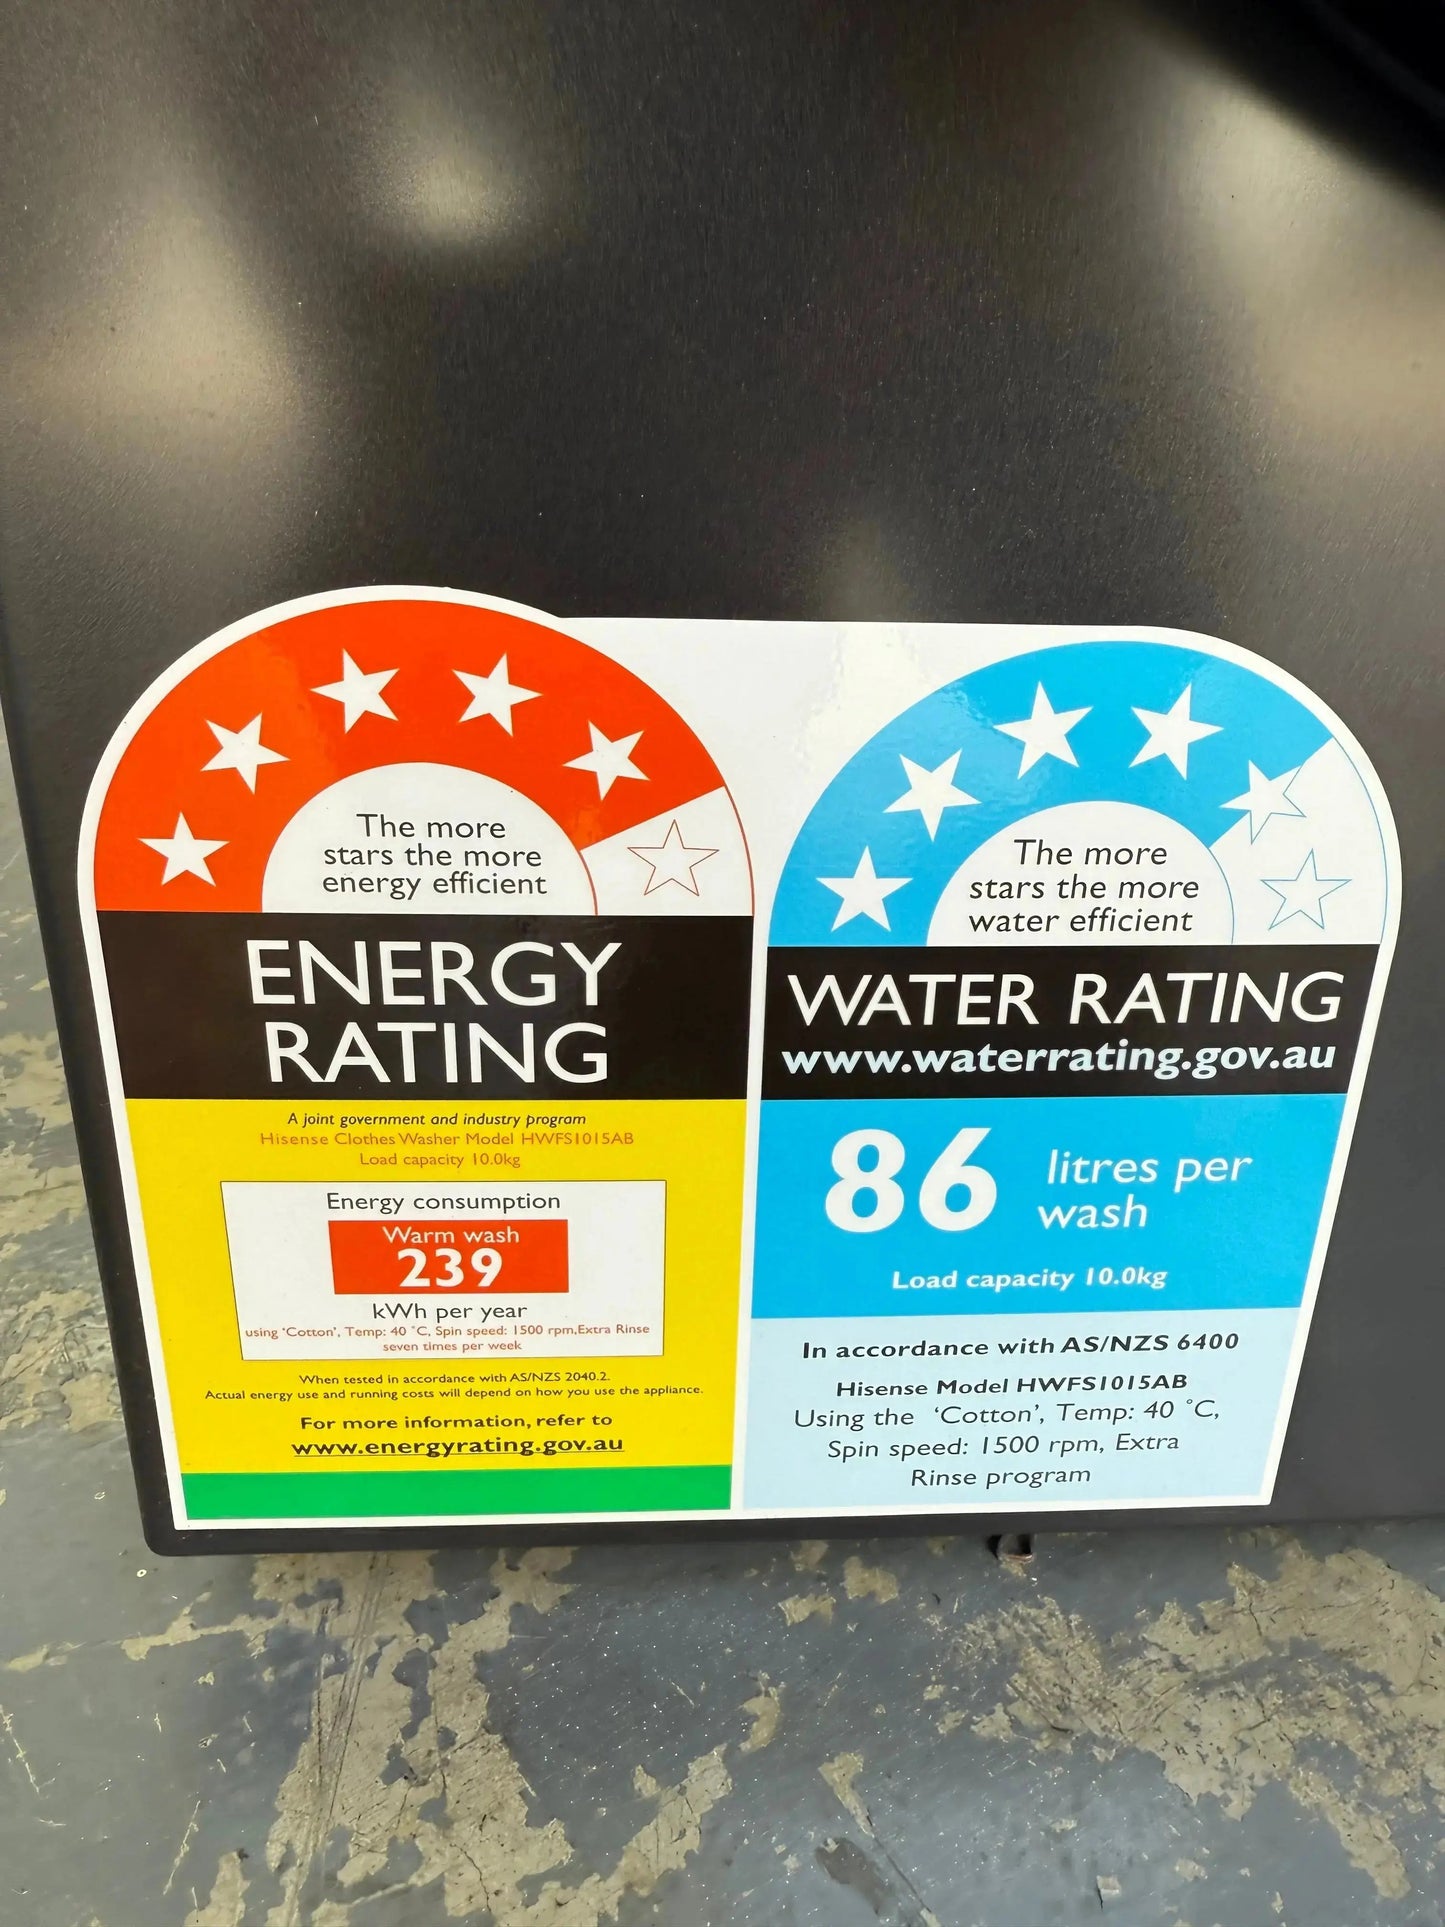 The more
stars the more
energy efficient
ENERGY
RATING
A joint government and industry program
Hisense Clothes Washer Model HWFS1015AB
Load capacity 10.0kg
Energy consumption
Warm wash
239
kWh per year
using 'Cotton', Temp: 40 °C, Spin speed: 1500 rpm,Extra Rinse
seven times per week
When tested in accordance with AS/NZS 2040.2.
Actual energy use and running costs will depend on how you use the appliance.
For more information, refer to
www.energyrating.gov.au
The more
stars the more
water efficient
WATER RATING
www.waterrating.gov.au
86 litres per
wash
Load capacity 10.0kg
In accordance with AS/NZS 6400
Hisense Model HWFS1015AB
Using the 'Cotton', Temp: 40 °C,
Spin speed: 1500 rpm, Extra
Rinse program